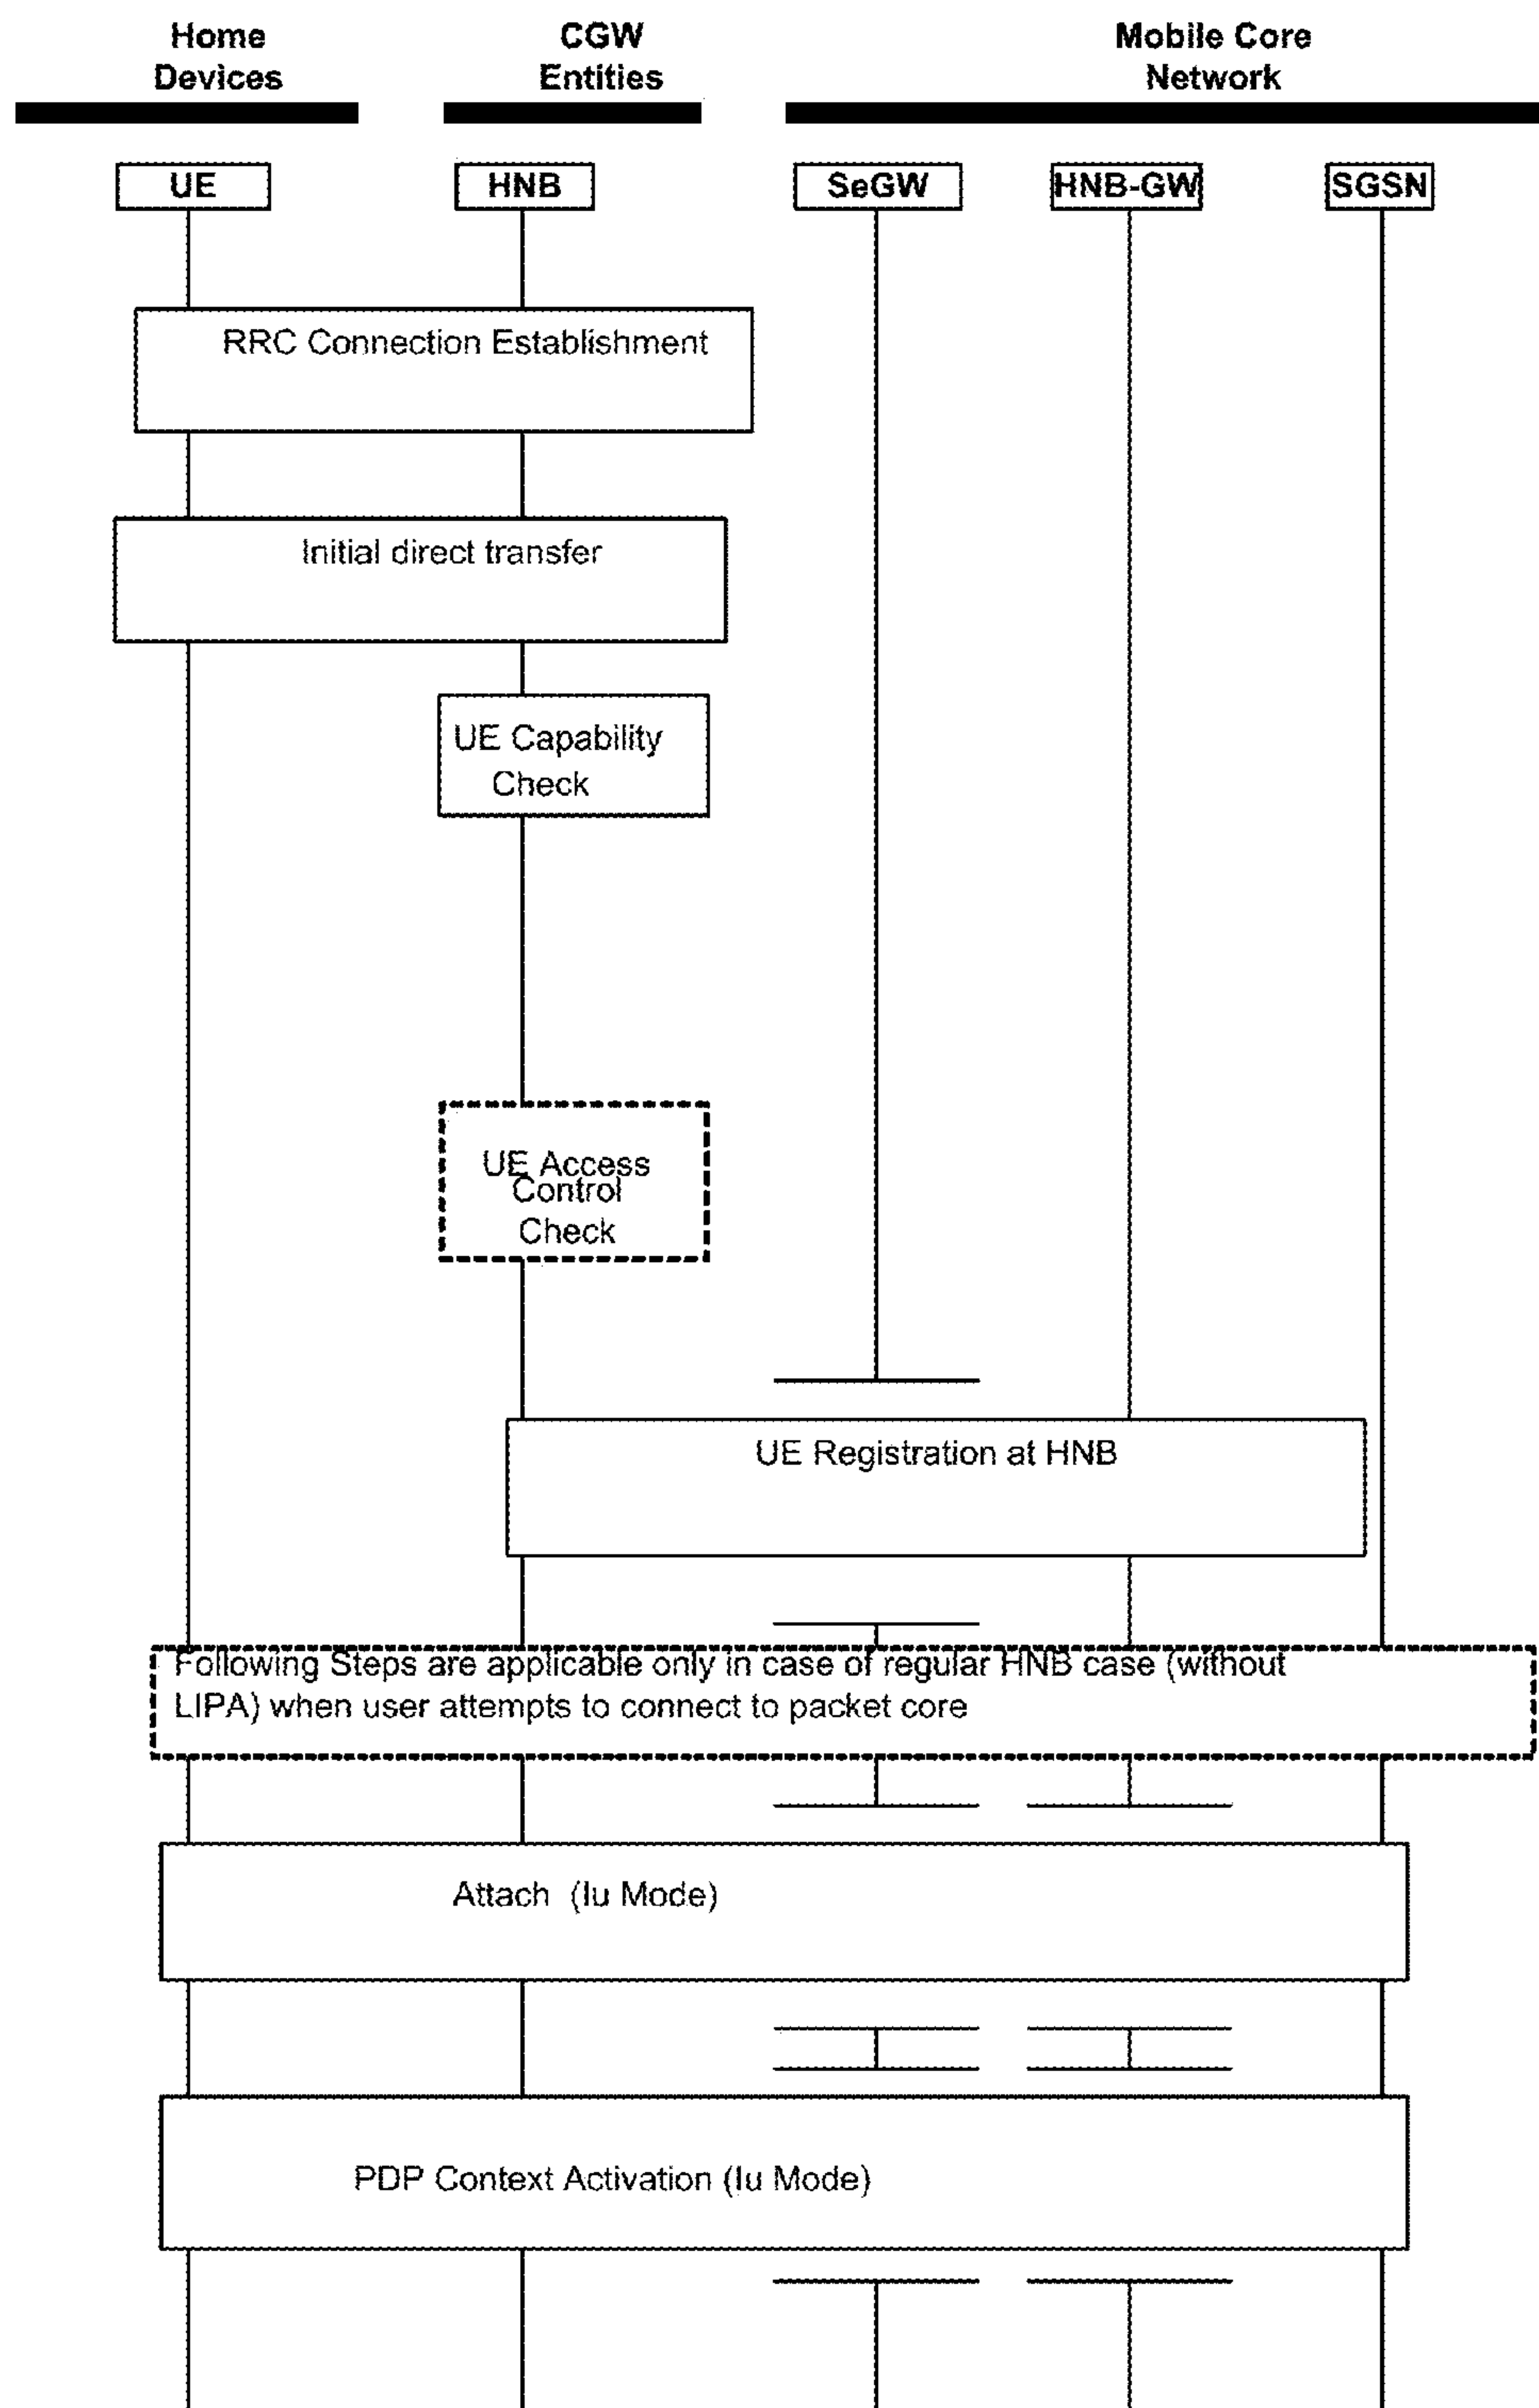 Home
Devices
CGW
Entities
Mobile Core
Network
UE
HNB
SeGW
HNB-GW
SGSN
RRC Connection Establishment
Initial direct transfer
UE Capability
Check
UE Access
Control
Check
UE Registration at HNB
Following Steps are applicable only in case of regular HNB case (without
LIPA) when user attempts to connect to packet core
Attach (Iu Mode)
PDP Context Activation (Iu Mode)